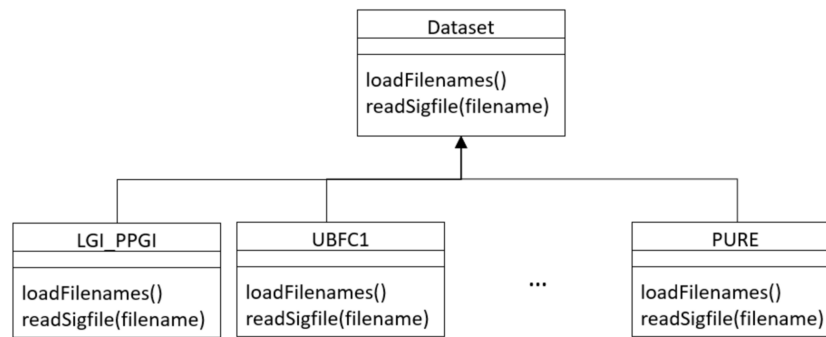 Dataset
loadFilenames()
readSigfile(filename)
LGI_PPGI
loadFilenames()
readSigfile(filename)
UBFC1
loadFilenames()
readSigfile(filename)
...
PURE
loadFilenames()
readSigfile(filename)